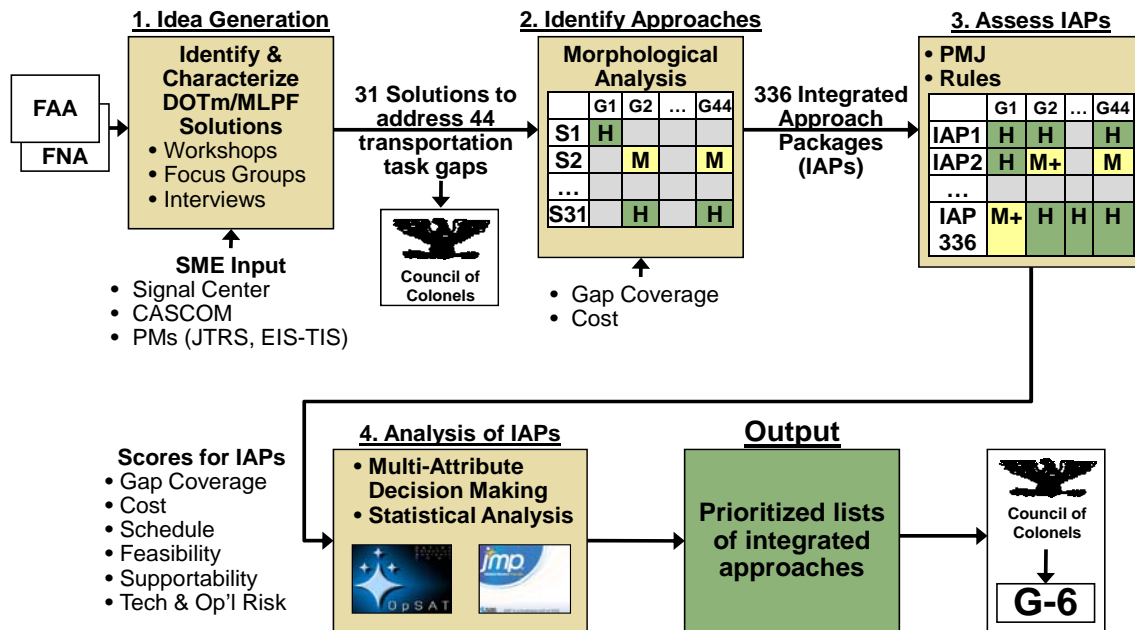 1. Idea Generation
FAA
FNA
Identify &
Characterize
DOTm/MLPF
Solutions
• Workshops
• Focus Groups
• Interviews
SME Input
• Signal Center
• CASCOM
• PMs (JTRS, EIS-TIS)
31 Solutions to
address 44
transportation
task gaps
Council of
Colonels
2. Identify Approaches
Morphological
Analysis
G1 G2 … G44
S1 H
S2 M M
…
S31 H H
• Gap Coverage
• Cost
336 Integrated
Approach
Packages
(IAPs)
3. Assess IAPs
• PMJ
• Rules
G1 G2 … G44
IAP1 H H H
IAP2 H M+ M
…
IAP M+ H H H
336
Scores for IAPs
• Gap Coverage
• Cost
• Schedule
• Feasibility
• Supportability
• Tech & Op'l Risk
4. Analysis of IAPs
• Multi-Attribute
Decision Making
• Statistical Analysis
OpSAT
jmp
Output
Prioritized lists
of integrated
approaches
Council of
Colonels
G-6